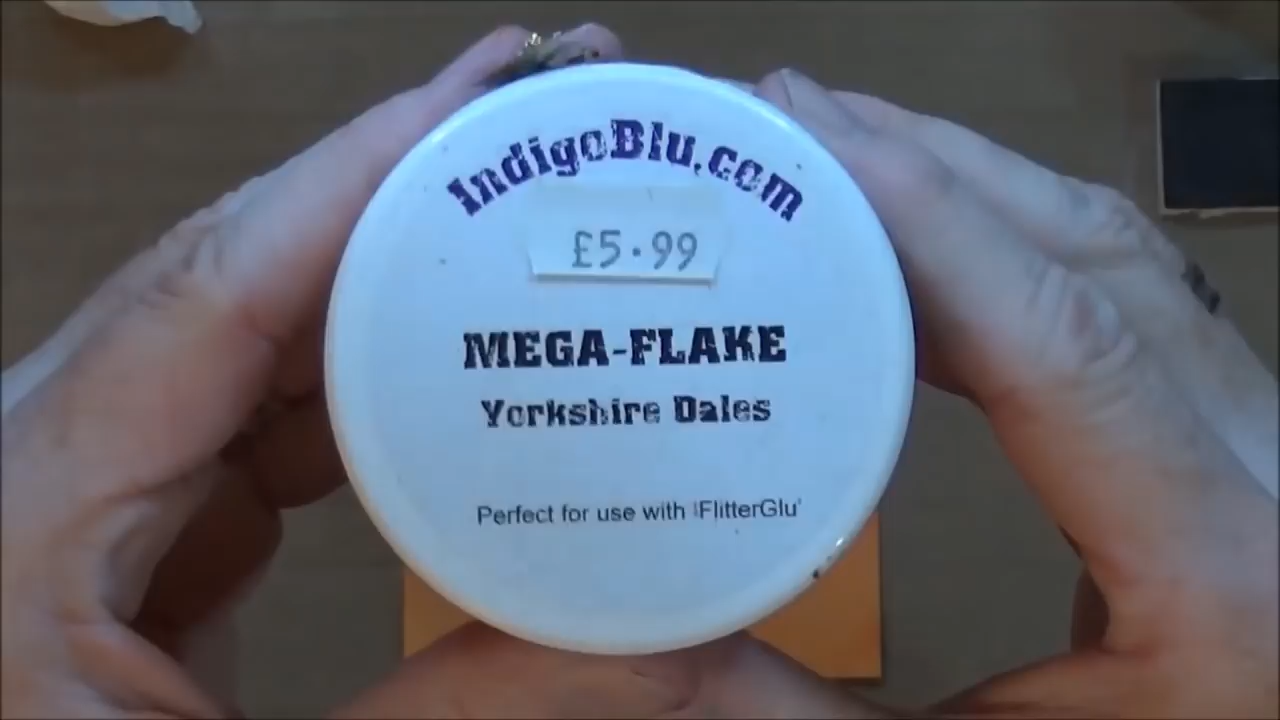 IndigoBlu.com
£5.99
MEGA-FLAKE
Yorkshire Dales
Perfect for use with 'FlitterGlu'